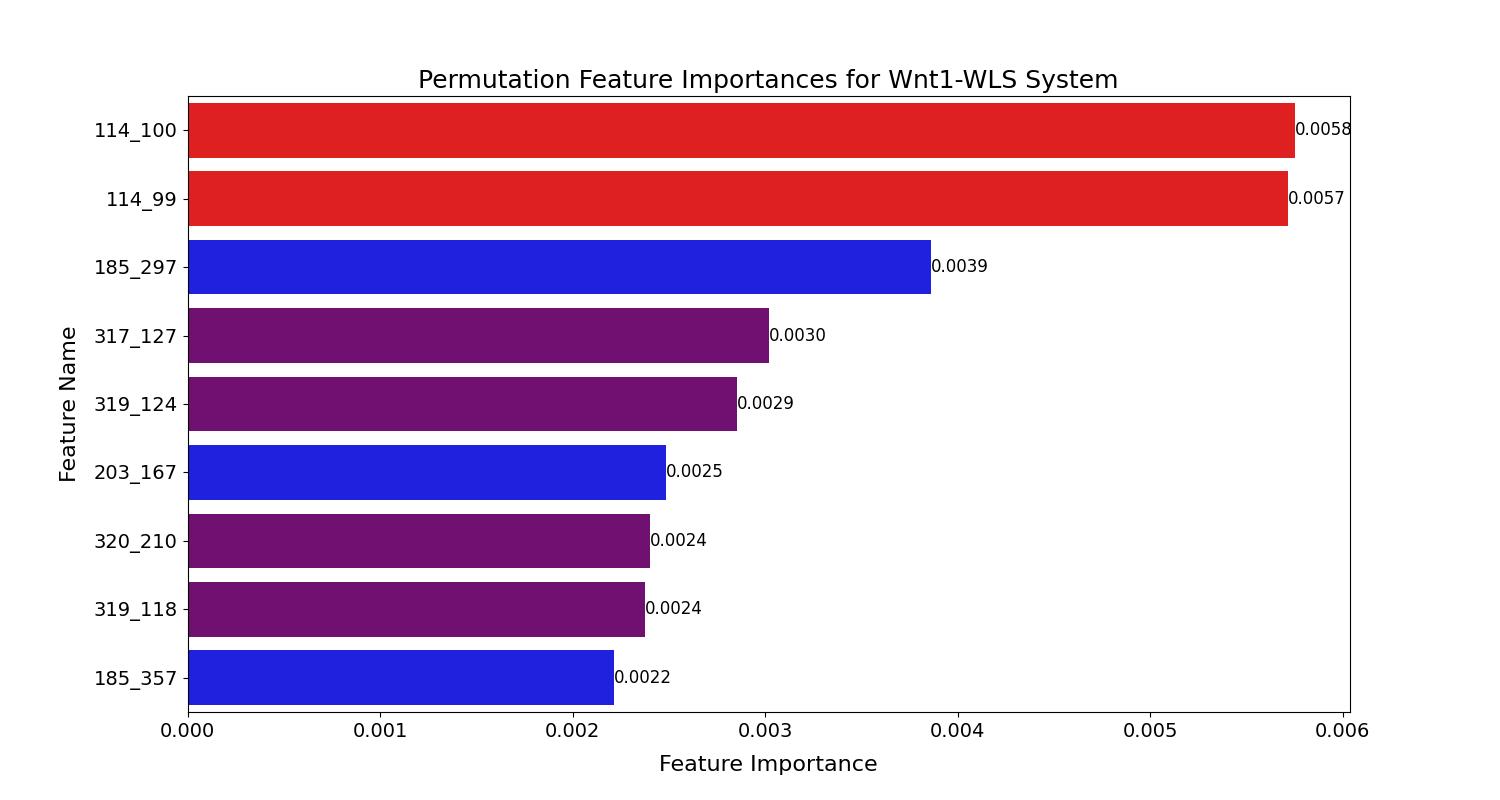 Permutation Feature Importances for Wnt1-WLS System
Feature Name
114_100 0.0058
114_99 0.0057
185_297 0.0039
317_127 0.0030
319_124 0.0029
203_167 0.0025
320_210 0.0024
319_118 0.0024
185_357 0.0022
0.000 0.001 0.002 0.003 0.004 0.005 0.006
Feature Importance